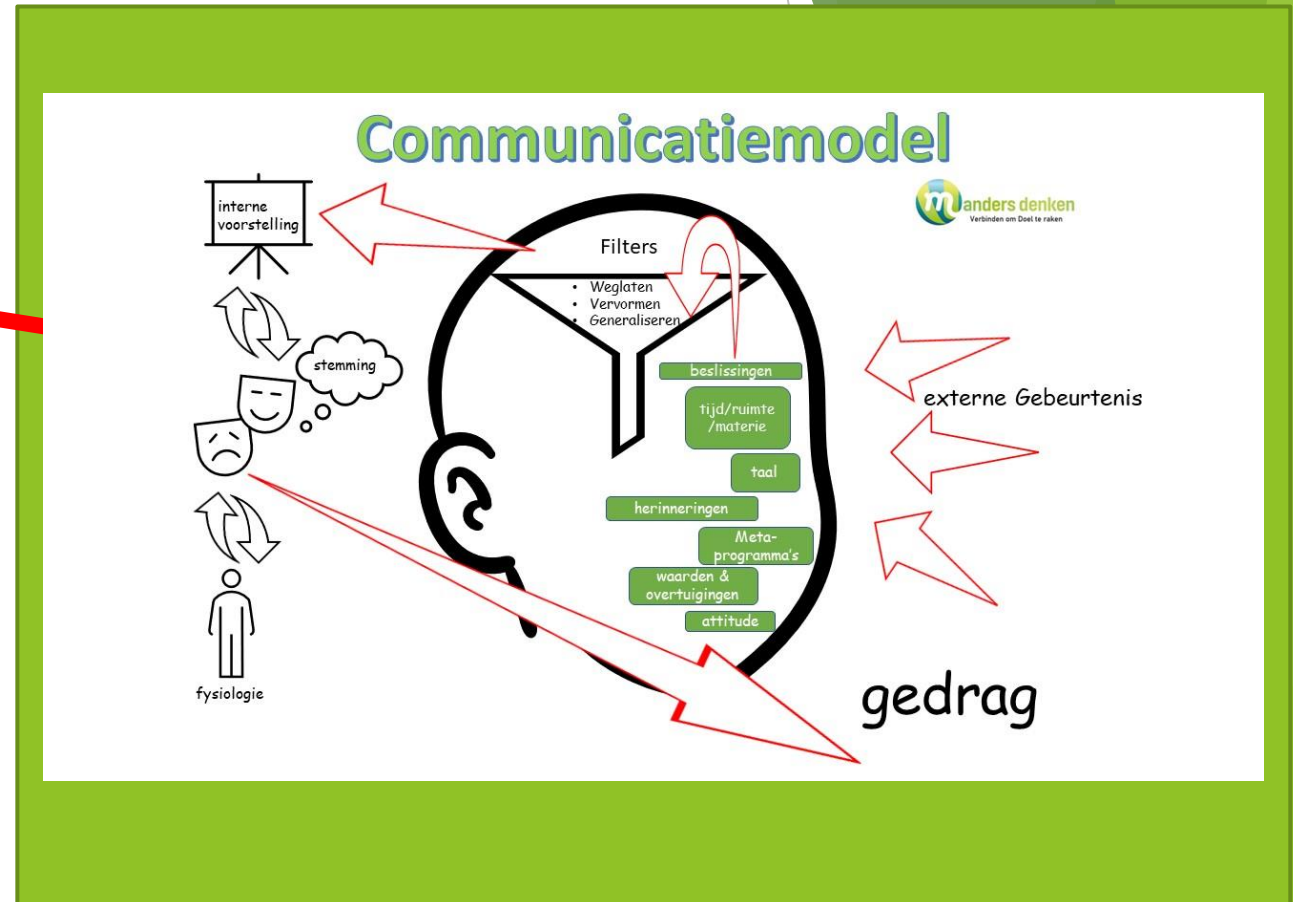 Communicatiemodel
m anders denken
Verbinden om Doel te raken
interne
voorstelling
Filters
• Weglaten
• Vervormen
• Generaliseren
stemming
beslissingen
tijd/ruimte
/materie
externe Gebeurtenis
taal
herinneringen
Meta-
programma's
waarden &
overtuigingen
attitude
fysiologie
gedrag